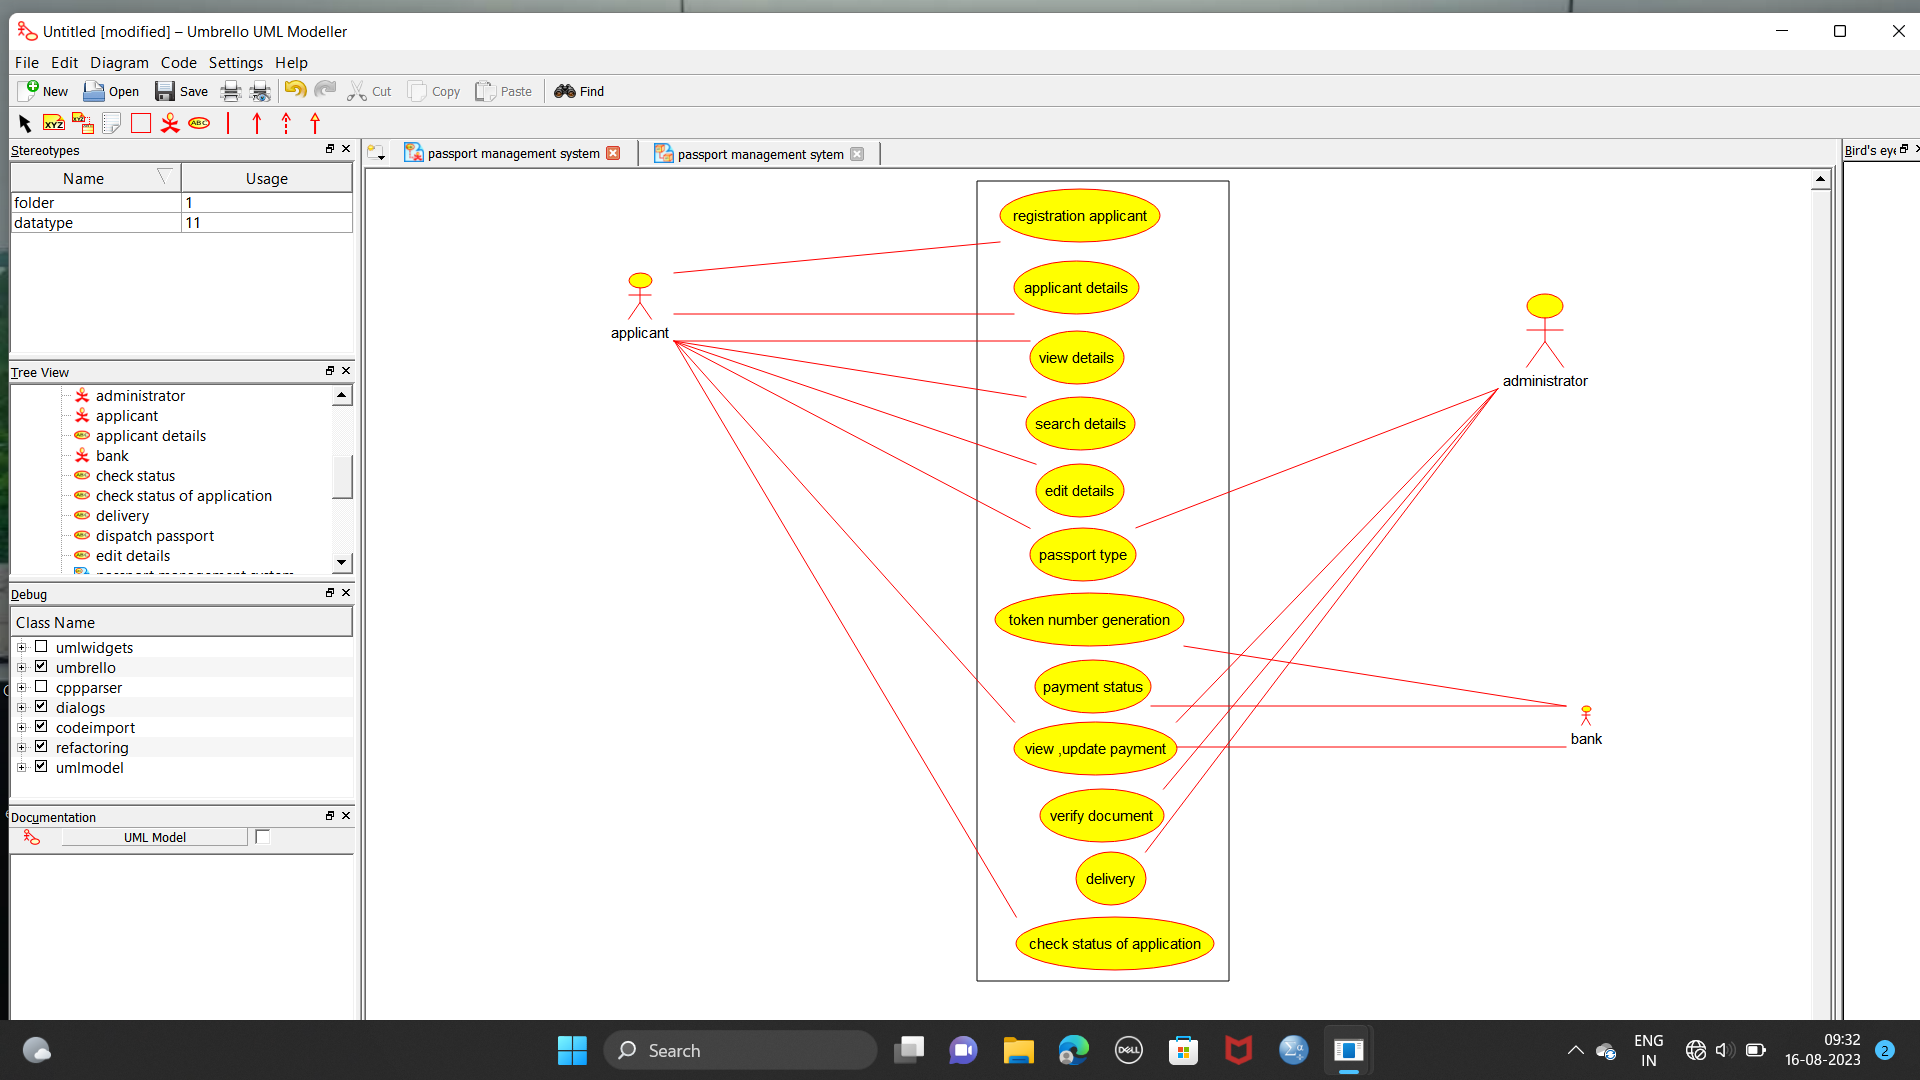 Untitled [modified] – Umbrello UML Modeller
File Edit Diagram Code Settings Help
New Open Save Cut Copy Paste Find
XYZ XYZ ABC
Stereotypes
Name Usage
folder 1
datatype 11
Tree View
administrator
applicant
applicant details
bank
check status
check status of application
delivery
dispatch passport
edit details
Debug
Class Name
umlwidgets
umbrello
cppparser
dialogs
codeimport
refactoring
umlmodel
Documentation
UML Model
passport management system
passport management sytem
Bird's eye
registration applicant
applicant details
view details
search details
edit details
passport type
token number generation
payment status
view ,update payment
verify document
delivery
check status of application
applicant
administrator
bank
Search
DELL
ENG
IN
09:32
16-08-2023
2